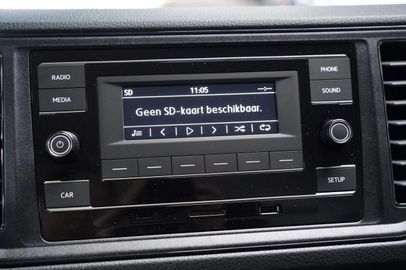 RADIO
MEDIA
CAR
SD 11:05 --:--
Geen SD-kaart beschikbaar.
PHONE
SOUND
SETUP